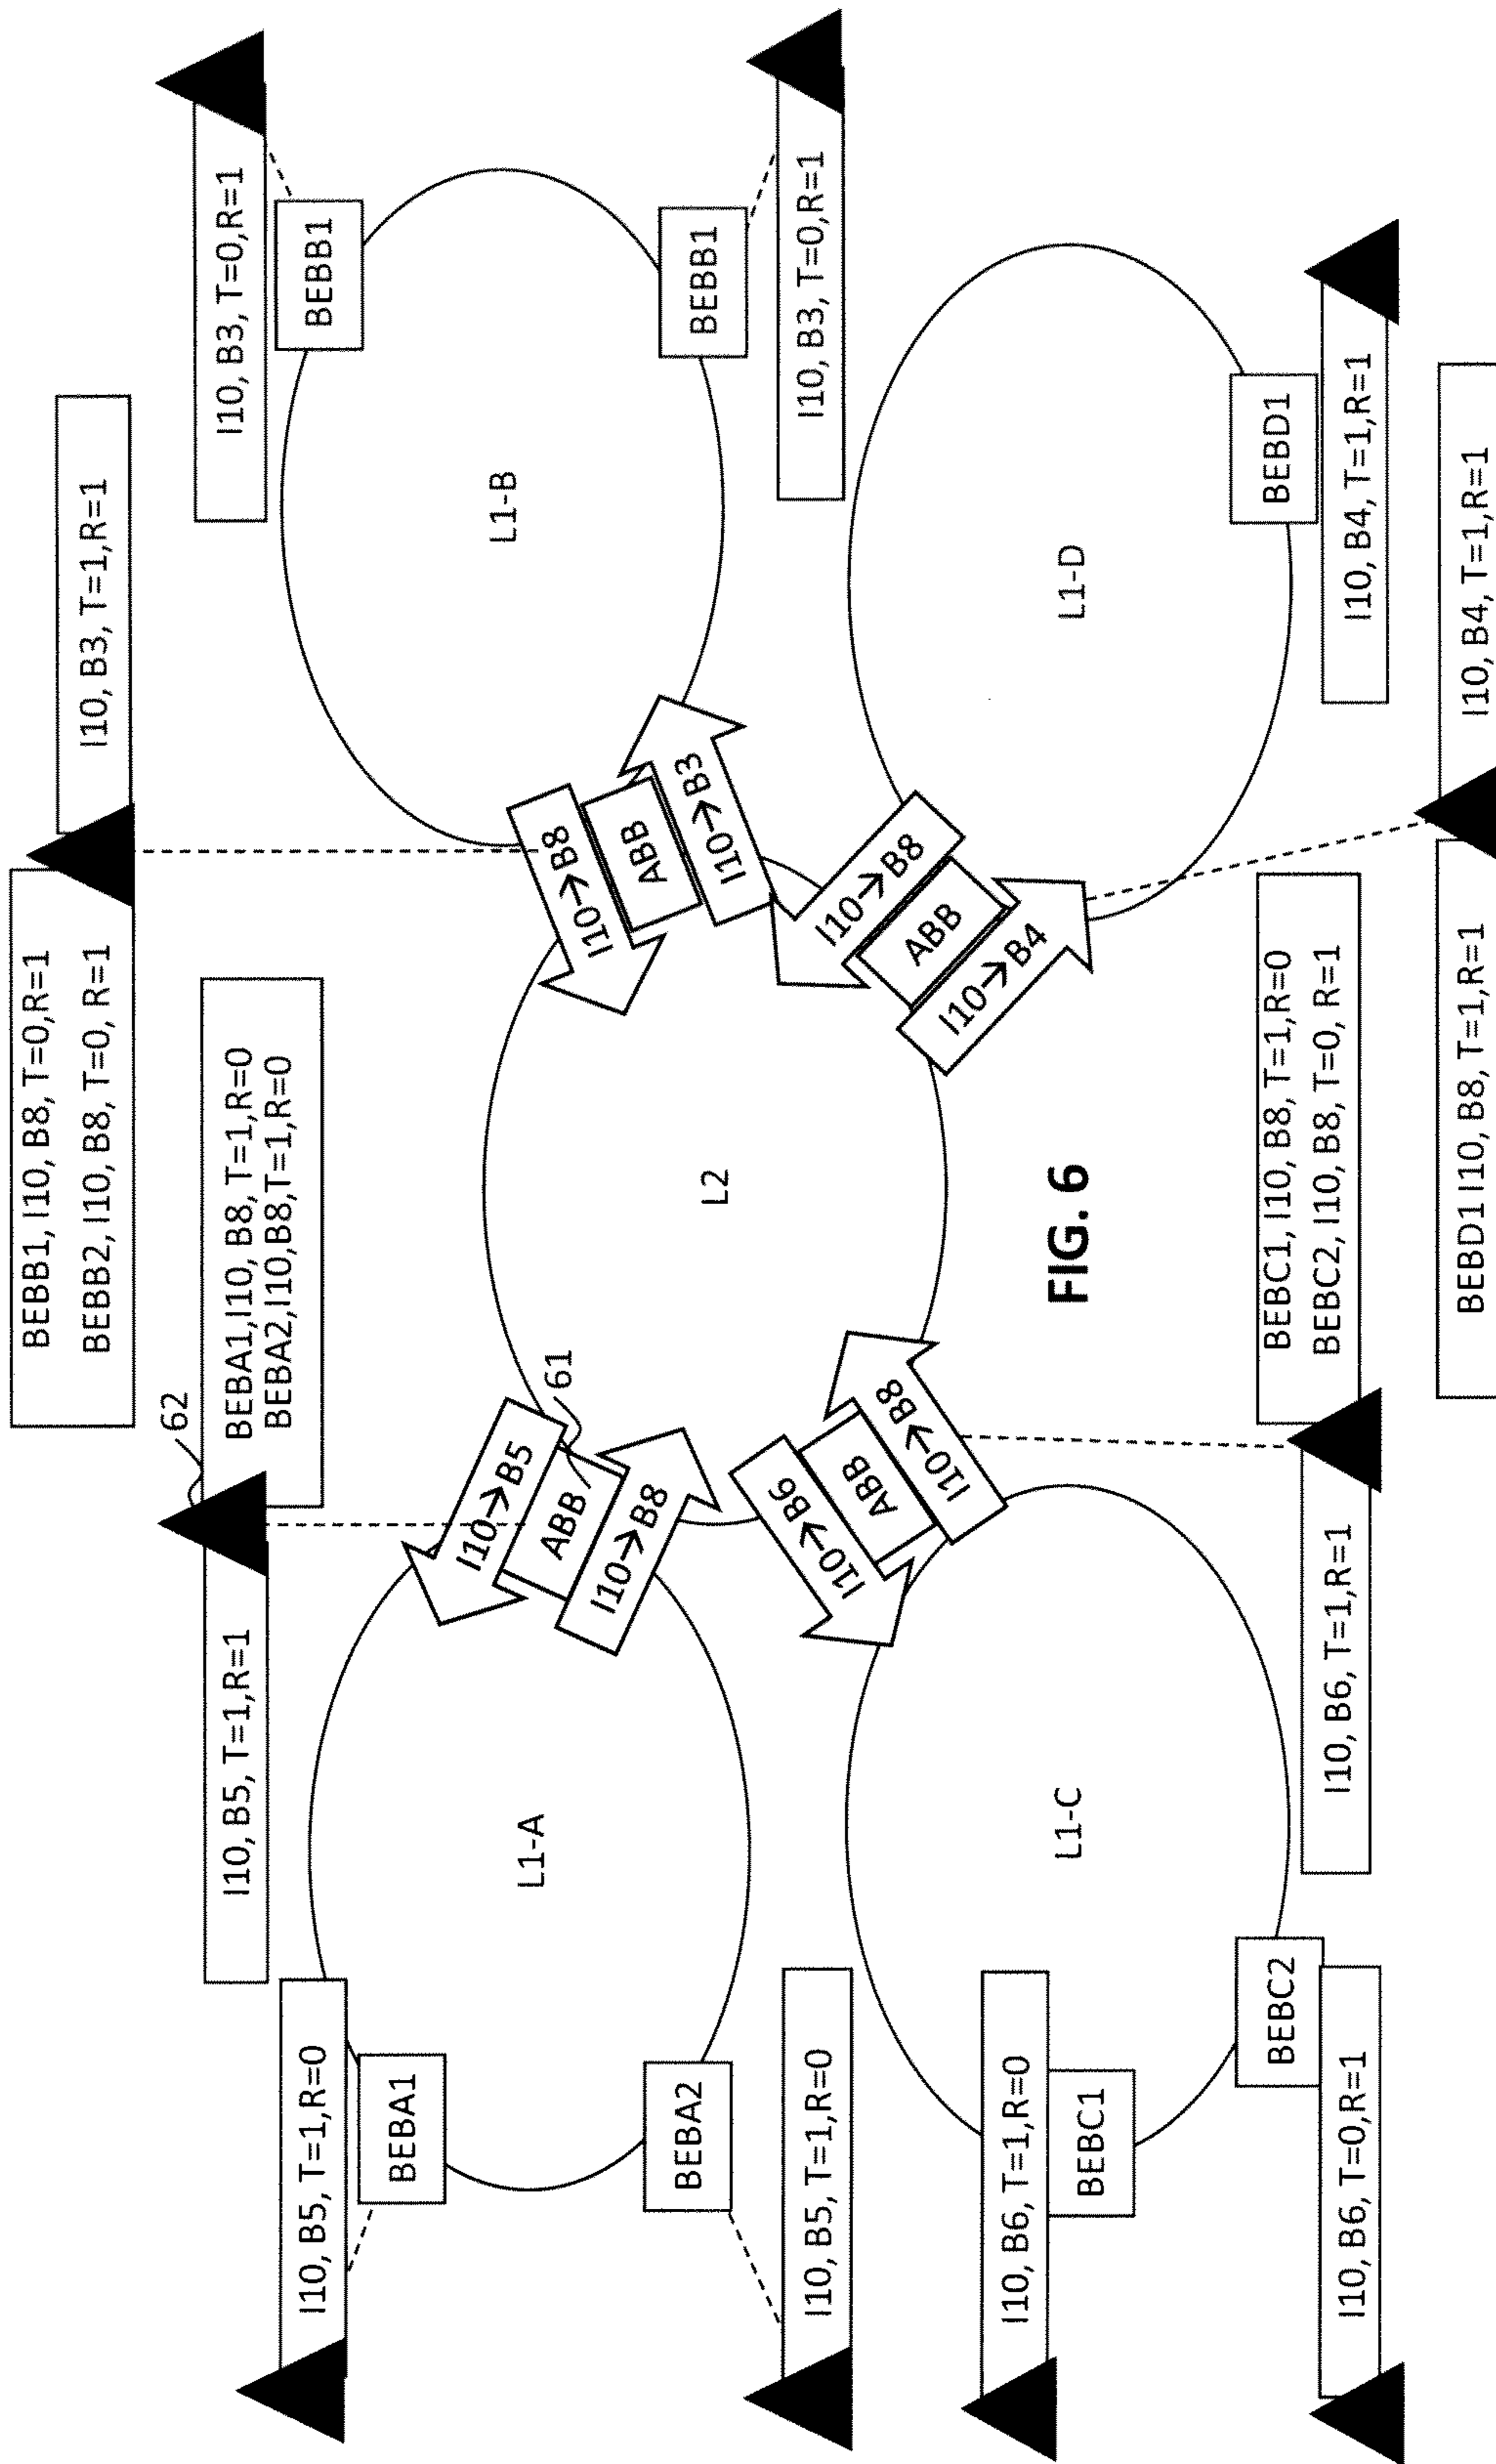 BEBB1, I10, B8, T=0,R=1
BEBB2, I10, B8, T=0, R=1
I10, B3, T=1,R=1
62
I10, B5, T=1,R=1
BEBA1,I10, B8, T=1,R=0
BEBA2,I10,B8,T=1,R=0
I10, B3, T=0,R=1
I10, B5, T=1,R=0
BEBB1
BEBA1
I10→B5
61
I10→B8
L1-B
L1-A
ABB
ABB
I10→B8
I10→B3
BEBA2
L2
BEBB1
I10, B5, T=1,R=0
I10→B6
I10→B8
I10, B3, T=0,R=1
ABB
ABB
I10→B8
I10→B4
I10, B6, T=1,R=0
L1-C
FIG. 6
L1-D
BEBC1
BEBC2
BEBC1, I10, B8, T=1,R=0
BEBC2, I10, B8, T=0, R=1
BEBD1
I10, B6, T=0,R=1
I10, B6, T=1,R=1
I10, B4, T=1,R=1
BEBD1 I10, B8, T=1,R=1
I10, B4, T=1,R=1